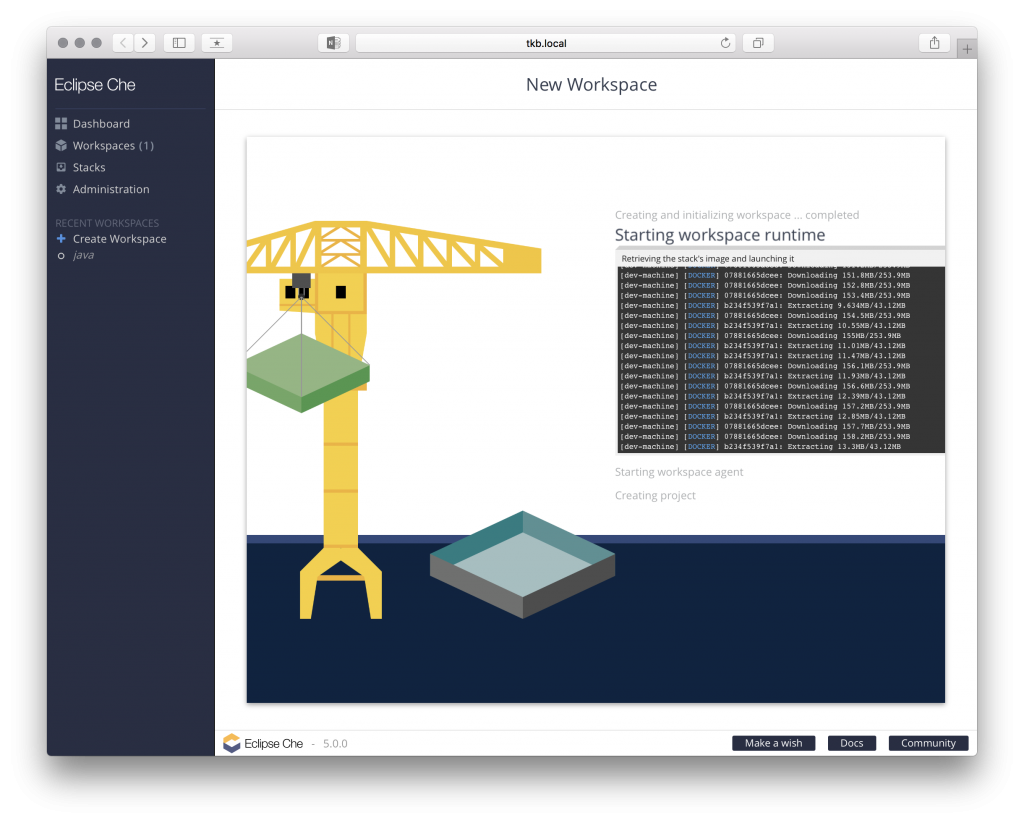 tkb.local
Eclipse Che
New Workspace
Dashboard
Workspaces (1)
Stacks
Administration
RECENT WORKSPACES
Create Workspace
java
Creating and initializing workspace ... completed
Starting workspace runtime
Retrieving the stack's image and launching it
[dev-machine] [DOCKER] 07881665dcee: Downloading 151.8MB/253.9MB
[dev-machine] [DOCKER] 07881665dcee: Downloading 152.8MB/253.9MB
[dev-machine] [DOCKER] 07881665dcee: Downloading 153.4MB/253.9MB
[dev-machine] [DOCKER] b234f539f7a1: Extracting 9.634MB/43.12MB
[dev-machine] [DOCKER] 07881665dcee: Downloading 154.5MB/253.9MB
[dev-machine] [DOCKER] b234f539f7a1: Extracting 10.55MB/43.12MB
[dev-machine] [DOCKER] 07881665dcee: Downloading 155MB/253.9MB
[dev-machine] [DOCKER] b234f539f7a1: Extracting 11.01MB/43.12MB
[dev-machine] [DOCKER] b234f539f7a1: Extracting 11.47MB/43.12MB
[dev-machine] [DOCKER] 07881665dcee: Downloading 156.1MB/253.9MB
[dev-machine] [DOCKER] b234f539f7a1: Extracting 11.93MB/43.12MB
[dev-machine] [DOCKER] 07881665dcee: Downloading 156.6MB/253.9MB
[dev-machine] [DOCKER] b234f539f7a1: Extracting 12.39MB/43.12MB
[dev-machine] [DOCKER] 07881665dcee: Downloading 157.2MB/253.9MB
[dev-machine] [DOCKER] b234f539f7a1: Extracting 12.85MB/43.12MB
[dev-machine] [DOCKER] 07881665dcee: Downloading 157.7MB/253.9MB
[dev-machine] [DOCKER] 07881665dcee: Downloading 158.2MB/253.9MB
[dev-machine] [DOCKER] b234f539f7a1: Extracting 13.3MB/43.12MB
Starting workspace agent
Creating project
Eclipse Che - 5.0.0
Make a wish
Docs
Community